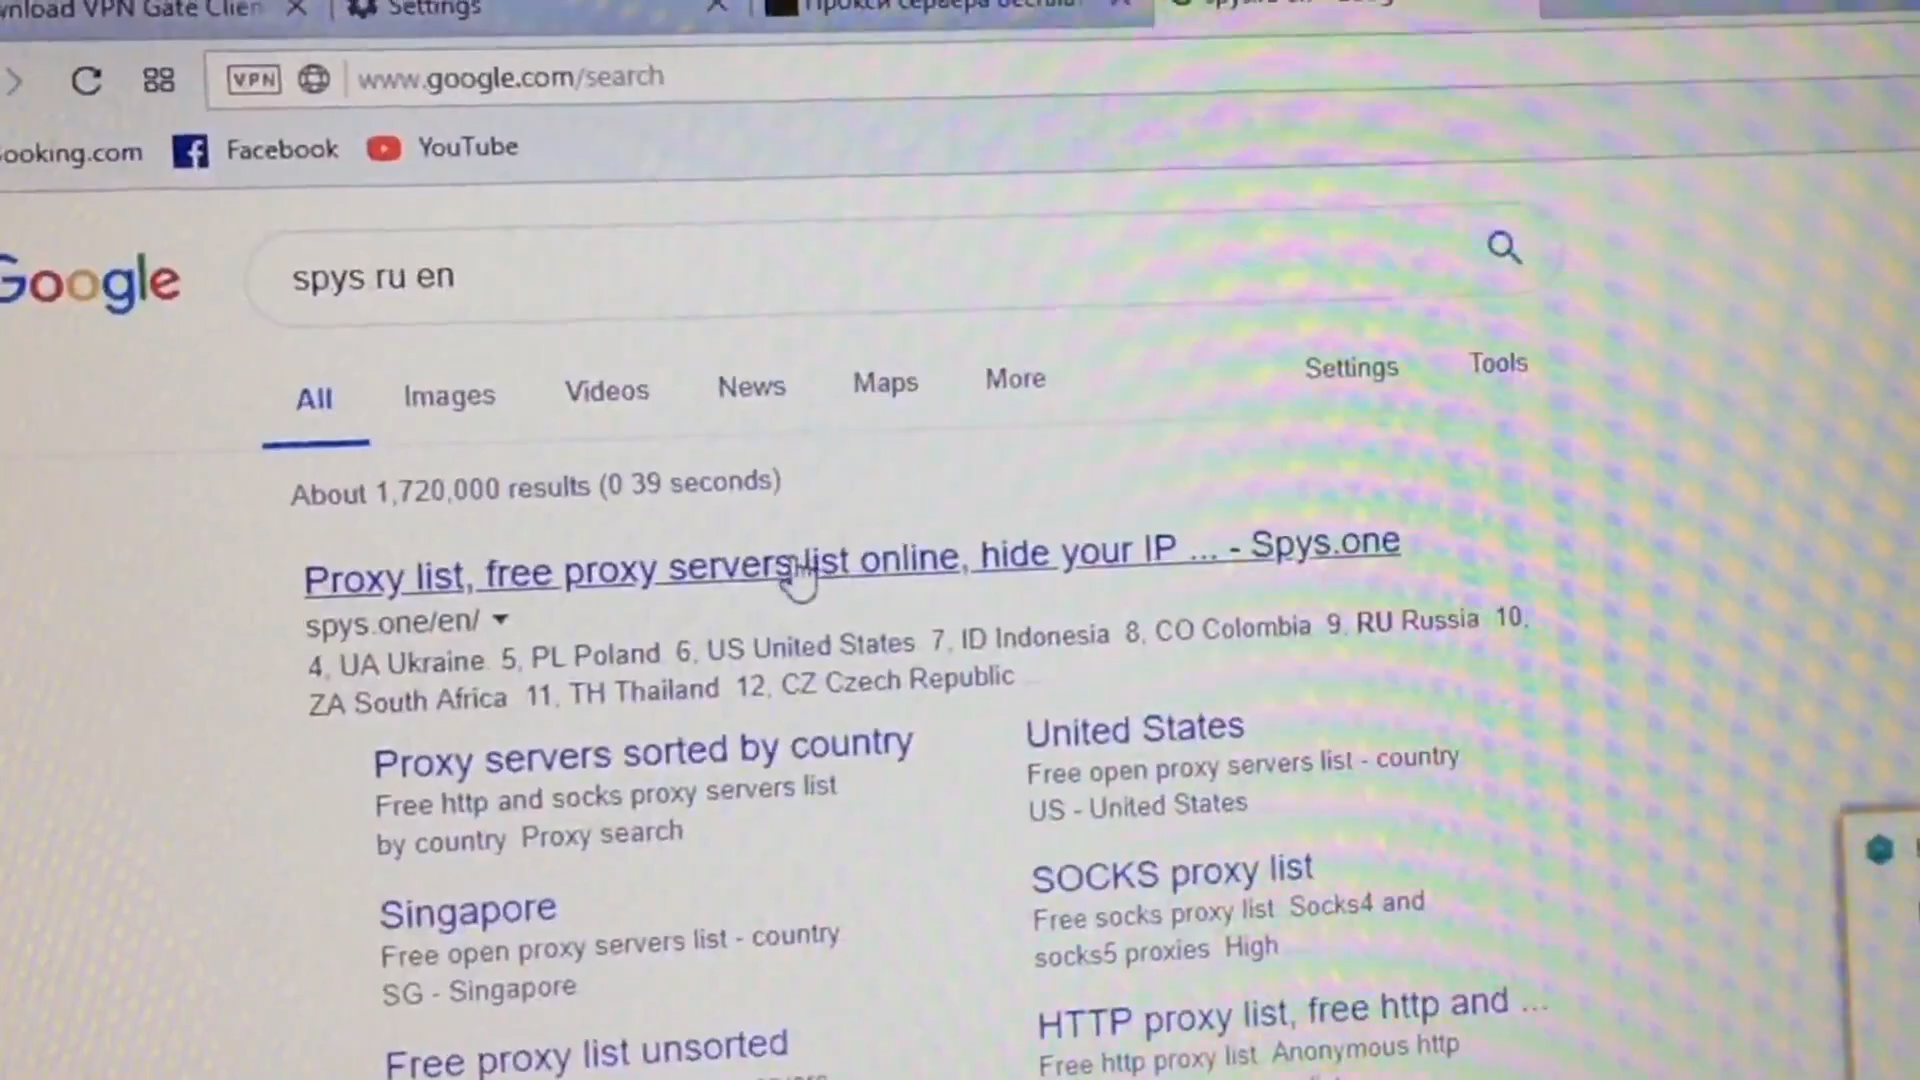 VPN Gate Clien
Settings
VPN
www.google.com/search
ooking.com
Facebook
YouTube
Google
spys ru en
All
Images
Videos
News
Maps
More
Settings
Tools
About 1,720,000 results (0 39 seconds)
Proxy list, free proxy servers list online, hide your IP ... - Spys.one
spys.one/en/
4, UA Ukraine 5, PL Poland 6, US United States 7, ID Indonesia 8, CO Colombia 9, RU Russia 10,
ZA South Africa 11, TH Thailand 12, CZ Czech Republic
Proxy servers sorted by country
Free http and socks proxy servers list
by country Proxy search
United States
Free open proxy servers list - country
US - United States
Singapore
Free open proxy servers list - country
SG - Singapore
SOCKS proxy list
Free socks proxy list Socks4 and
socks5 proxies High
Free proxy list unsorted
HTTP proxy list, free http and ...
Free http proxy list Anonymous http